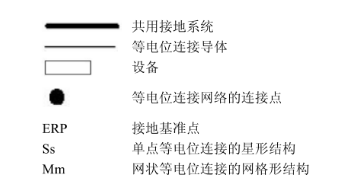 共用接地系统
等电位连接导体
设备
等电位连接网络的连接点
ERP 接地基准点
Ss 单点等电位连接的星形结构
Mm 网状等电位连接的网格形结构